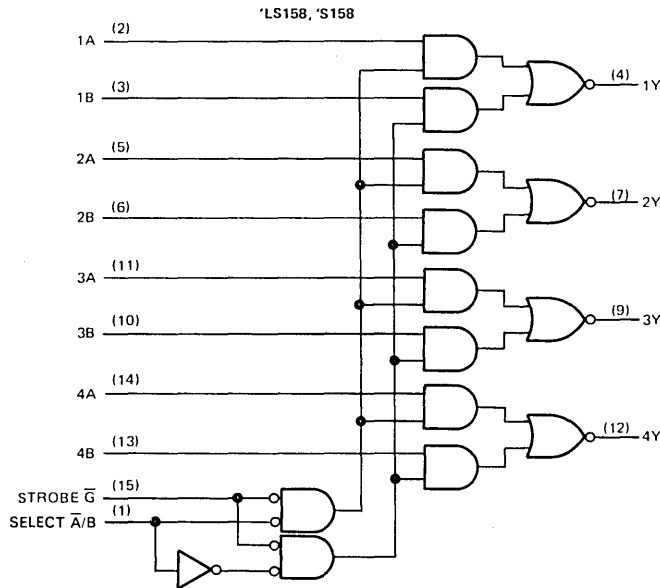 'LS158, 'S158
1A (2)
(4) 1Y
1B (3)
2A (5)
(7) 2Y
2B (6)
3A (11)
(9) 3Y
3B (10)
4A (14)
(12) 4Y
4B (13)
STROBE G̅ (15)
SELECT A̅/B (1)